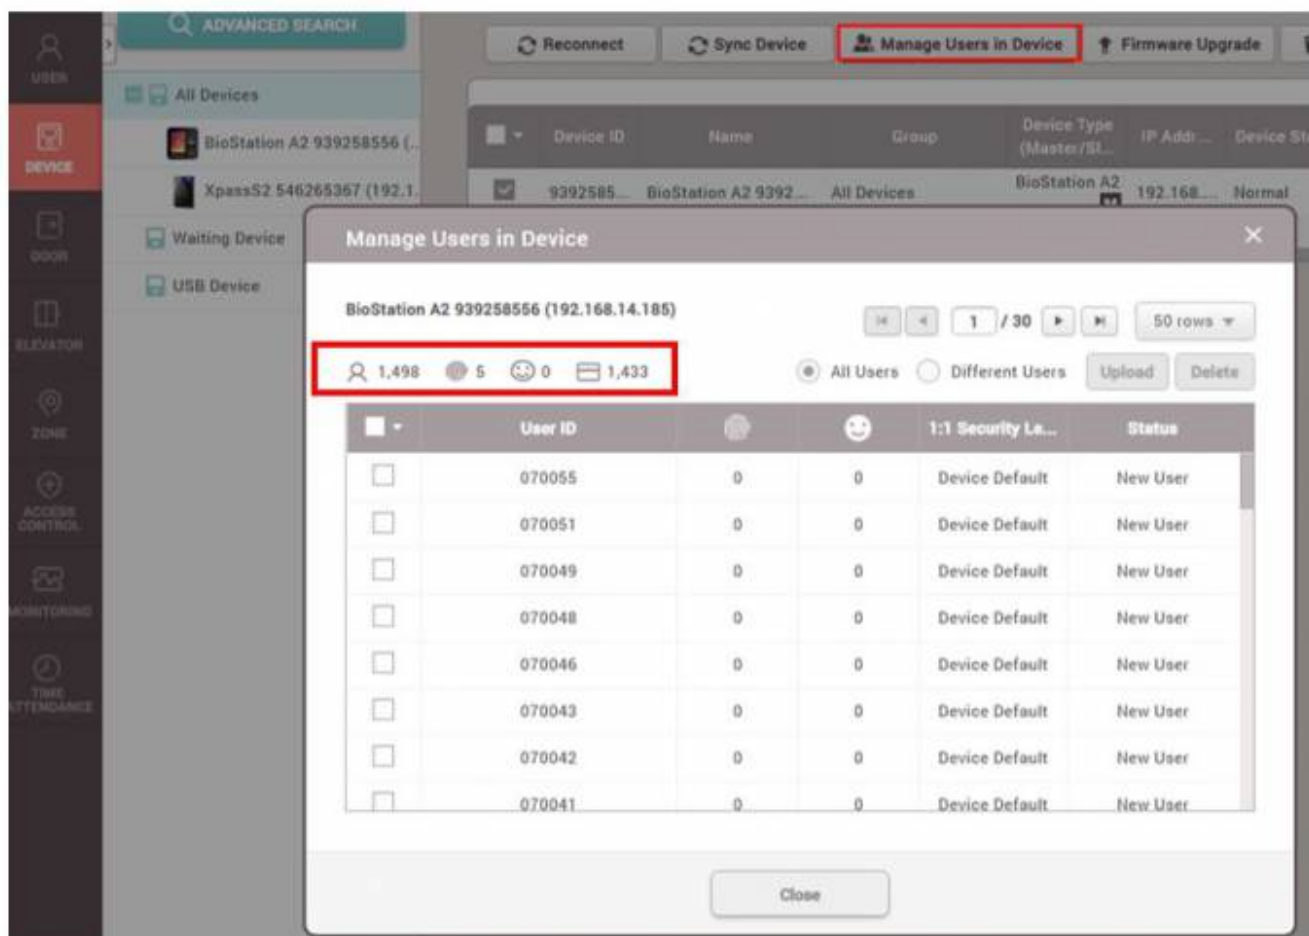 ADVANCED SEARCH
Reconnect
Sync Device
Manage Users in Device
Firmware Upgrade
USER
All Devices
DEVICE
BioStation A2 939258556 (..
Device ID
Name
Group
Device Type
(Master/Sl...
IP Addr...
Device St
XpassS2 546265367 (192.1.
9392585...
BioStation A2 9392...
All Devices
BioStation A2
192.168....
Normal
DOOR
Waiting Device
USB Device
ELEVATOR
ZONE
ACCESS
CONTROL
MONITORING
TIME
ATTENDANCE
Manage Users in Device
BioStation A2 939258556 (192.168.14.185)
1 / 30
50 rows
1,498 5 0 1,433
All Users
Different Users
Upload
Delete
User ID 1:1 Security Le... Status
070055 0 0 Device Default New User
070051 0 0 Device Default New User
070049 0 0 Device Default New User
070048 0 0 Device Default New User
070046 0 0 Device Default New User
070043 0 0 Device Default New User
070042 0 0 Device Default New User
070041 0 0 Device Default New User
Close